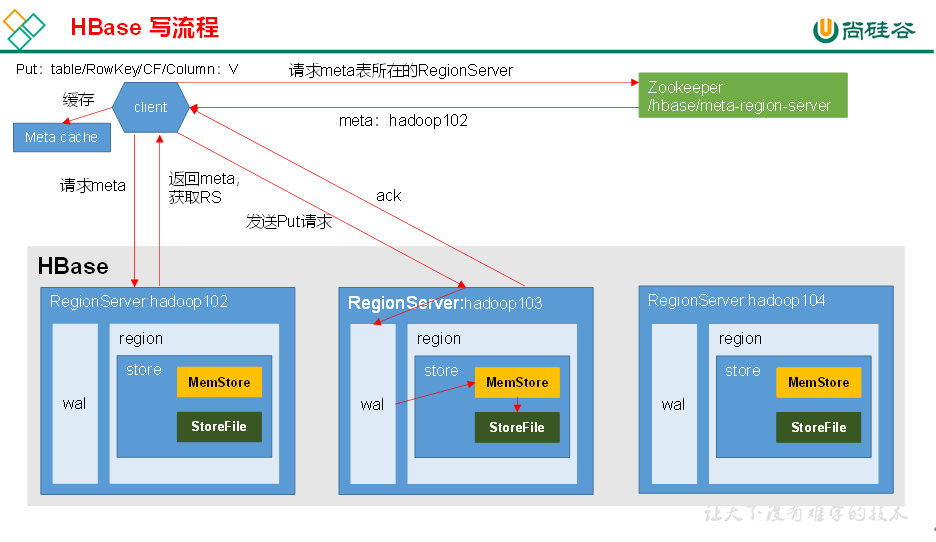 HBase 写流程
尚硅谷
Put：table/RowKey/CF/Column：V
请求meta表所在的RegionServer
Zookeeper
/hbase/meta-region-server
缓存
client
meta：hadoop102
Meta cache
请求meta
返回meta，
获取RS
ack
发送Put请求
HBase
RegionServer:hadoop102
region
store
MemStore
wal
StoreFile
RegionServer:hadoop103
region
store
MemStore
wal
StoreFile
RegionServer:hadoop104
region
store
MemStore
wal
StoreFile
让天下没有难学的技术